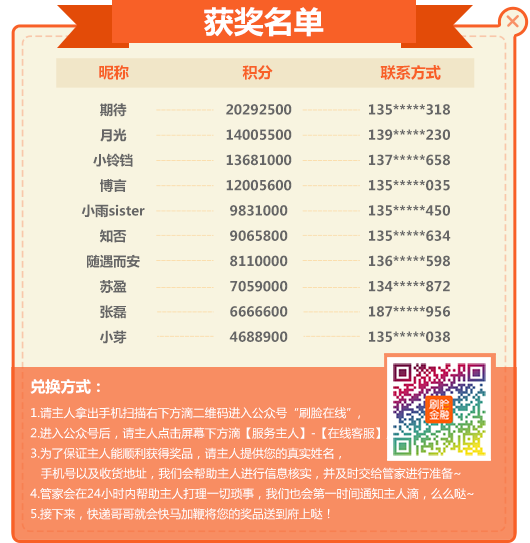 获奖名单
昵称 积分 联系方式
期待 20292500 135*****318
月光 14005500 139*****230
小铃铛 13681000 137*****658
博言 12005600 135*****035
小雨sister 9831000 135*****450
知否 9065800 135*****634
随遇而安 8110000 136*****598
苏盈 7059000 134*****872
张磊 6666600 187*****956
小芽 4688900 135*****038
刷脸
金融
兑换方式：
1.请主人拿出手机扫描右下方滴二维码进入公众号“刷脸在线”,
2.进入公众号后，请主人点击屏幕下方滴【服务主人】-【在线客服】
3.为了保证主人能顺利获得奖品，请主人提供您的真实姓名，
手机号以及收货地址，我们会帮助主人进行信息核实，并及时交给管家进行准备~
4.管家会在24小时内帮助主人打理一切琐事，我们也会第一时间通知主人滴，么么哒~
5.接下来，快递哥哥就会快马加鞭将您的奖品送到府上哒！